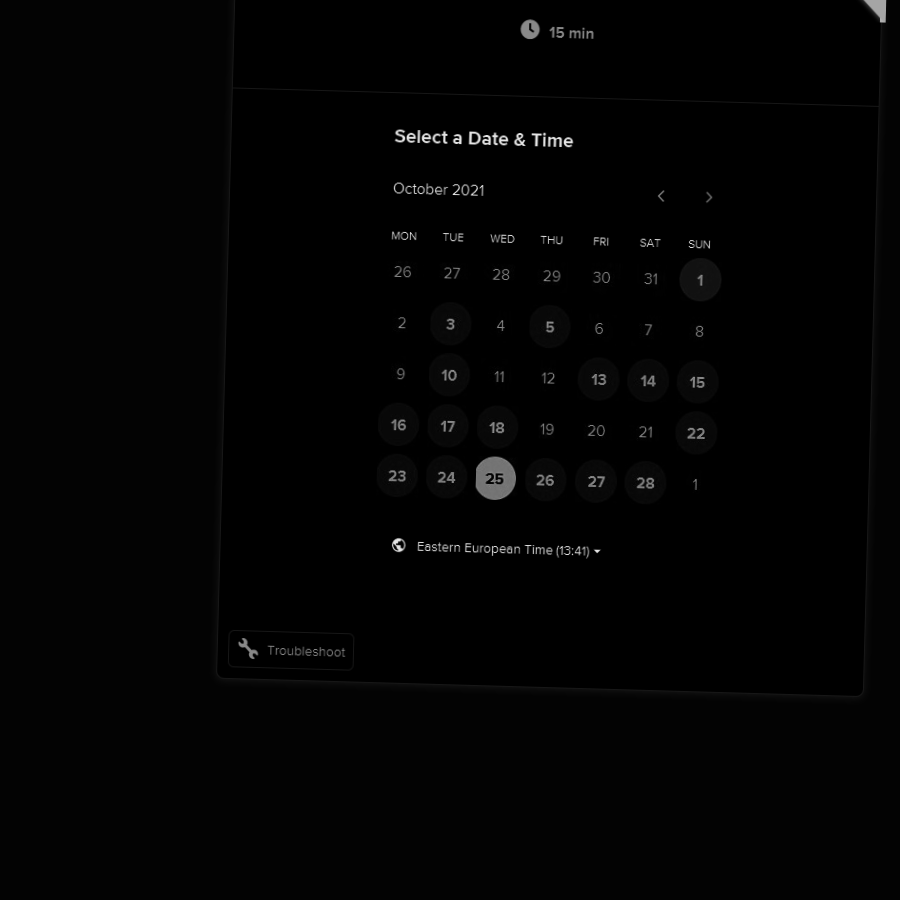 15 min
Select a Date & Time
October 2021
MON TUE WED THU FRI SAT SUN
26 27 28 29 30 31 1
2 3 4 5 6 7 8
9 10 11 12 13 14 15
16 17 18 19 20 21 22
23 24 25 26 27 28 1
Eastern European Time (13:41)
Troubleshoot